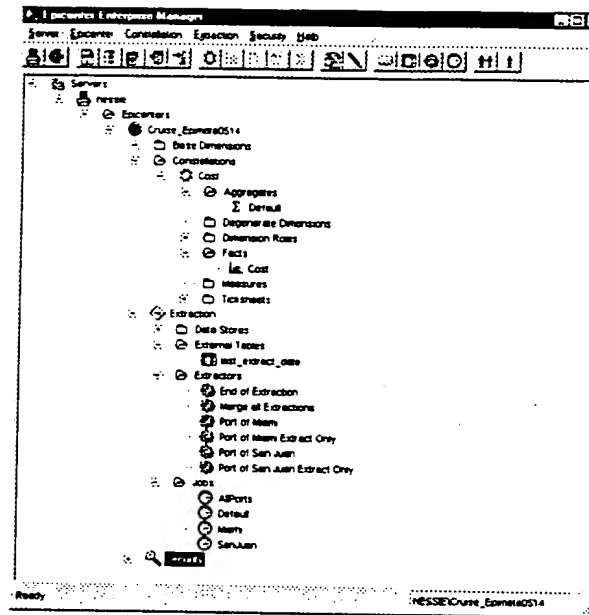 Epicenter Enterprise Manager
Server Epicenter Constellation Extraction Security Help
Servers
nessie
Epicenters
Cruise_Epimeta0514
Base Dimensions
Constellations
Cost
Aggregates
Σ Default
Degenerate Dimensions
Dimension Roles
Facts
Cost
Measures
Ticksheets
Extraction
Data Stores
External Tables
last_extract_date
Extractors
End of Extraction
Merge all Extractions
Port of Miami
Port of Miami Extract Only
Port of San Juan
Port of San Juan Extract Only
Jobs
AllPorts
Default
Miami
SanJuan
Security
Ready
NESSIE\Cruise_Epimeta0514